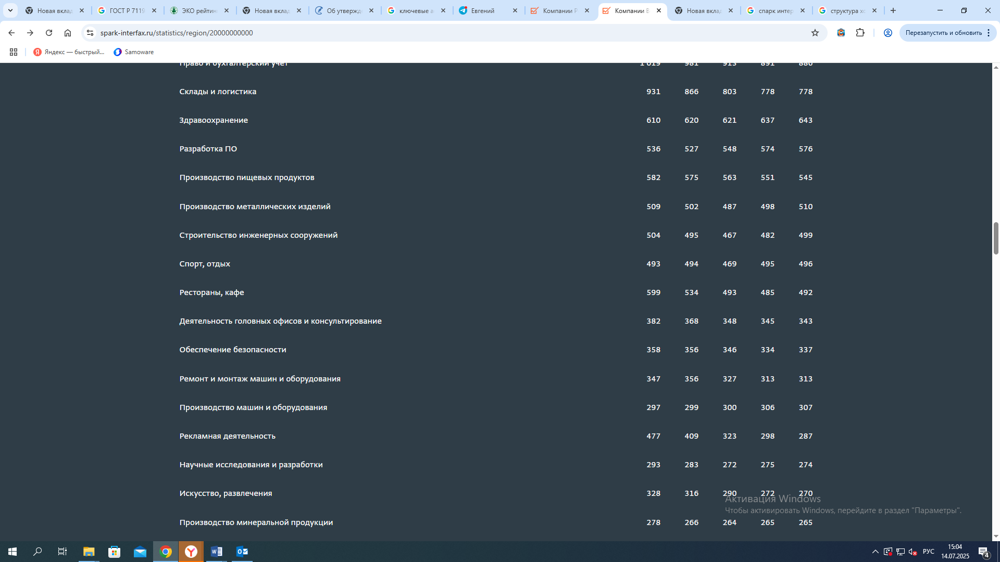 Новая вклад
ГОСТ Р 7119
ЭКО рейтин
Новая вклад
Об утвержде
ключевые а
Евгений
Компании Р
Компании В
Новая вклад
спарк интер
структура хо
spark-interfax.ru/statistics/region/20000000000
Перезапустить и обновить
Яндекс — быстрый...
Samoware
Право и бухгалтерский учет 1 019 981 913 891 886
Склады и логистика 931 866 803 778 778
Здравоохранение 610 620 621 637 643
Разработка ПО 536 527 548 574 576
Производство пищевых продуктов 582 575 563 551 545
Производство металлических изделий 509 502 487 498 510
Строительство инженерных сооружений 504 495 467 482 499
Спорт, отдых 493 494 469 495 496
Рестораны, кафе 599 534 493 485 492
Деятельность головных офисов и консультирование 382 368 348 345 343
Обеспечение безопасности 358 356 346 334 337
Ремонт и монтаж машин и оборудования 347 356 327 313 313
Производство машин и оборудования 297 299 300 306 307
Рекламная деятельность 477 409 323 298 287
Научные исследования и разработки 293 283 272 275 274
Искусство, развлечения 328 316 290 272 270
Активация Windows
Чтобы активировать Windows, перейдите в раздел "Параметры".
Производство минеральной продукции 278 266 264 265 265
РУС
15:04
14.07.2025
4